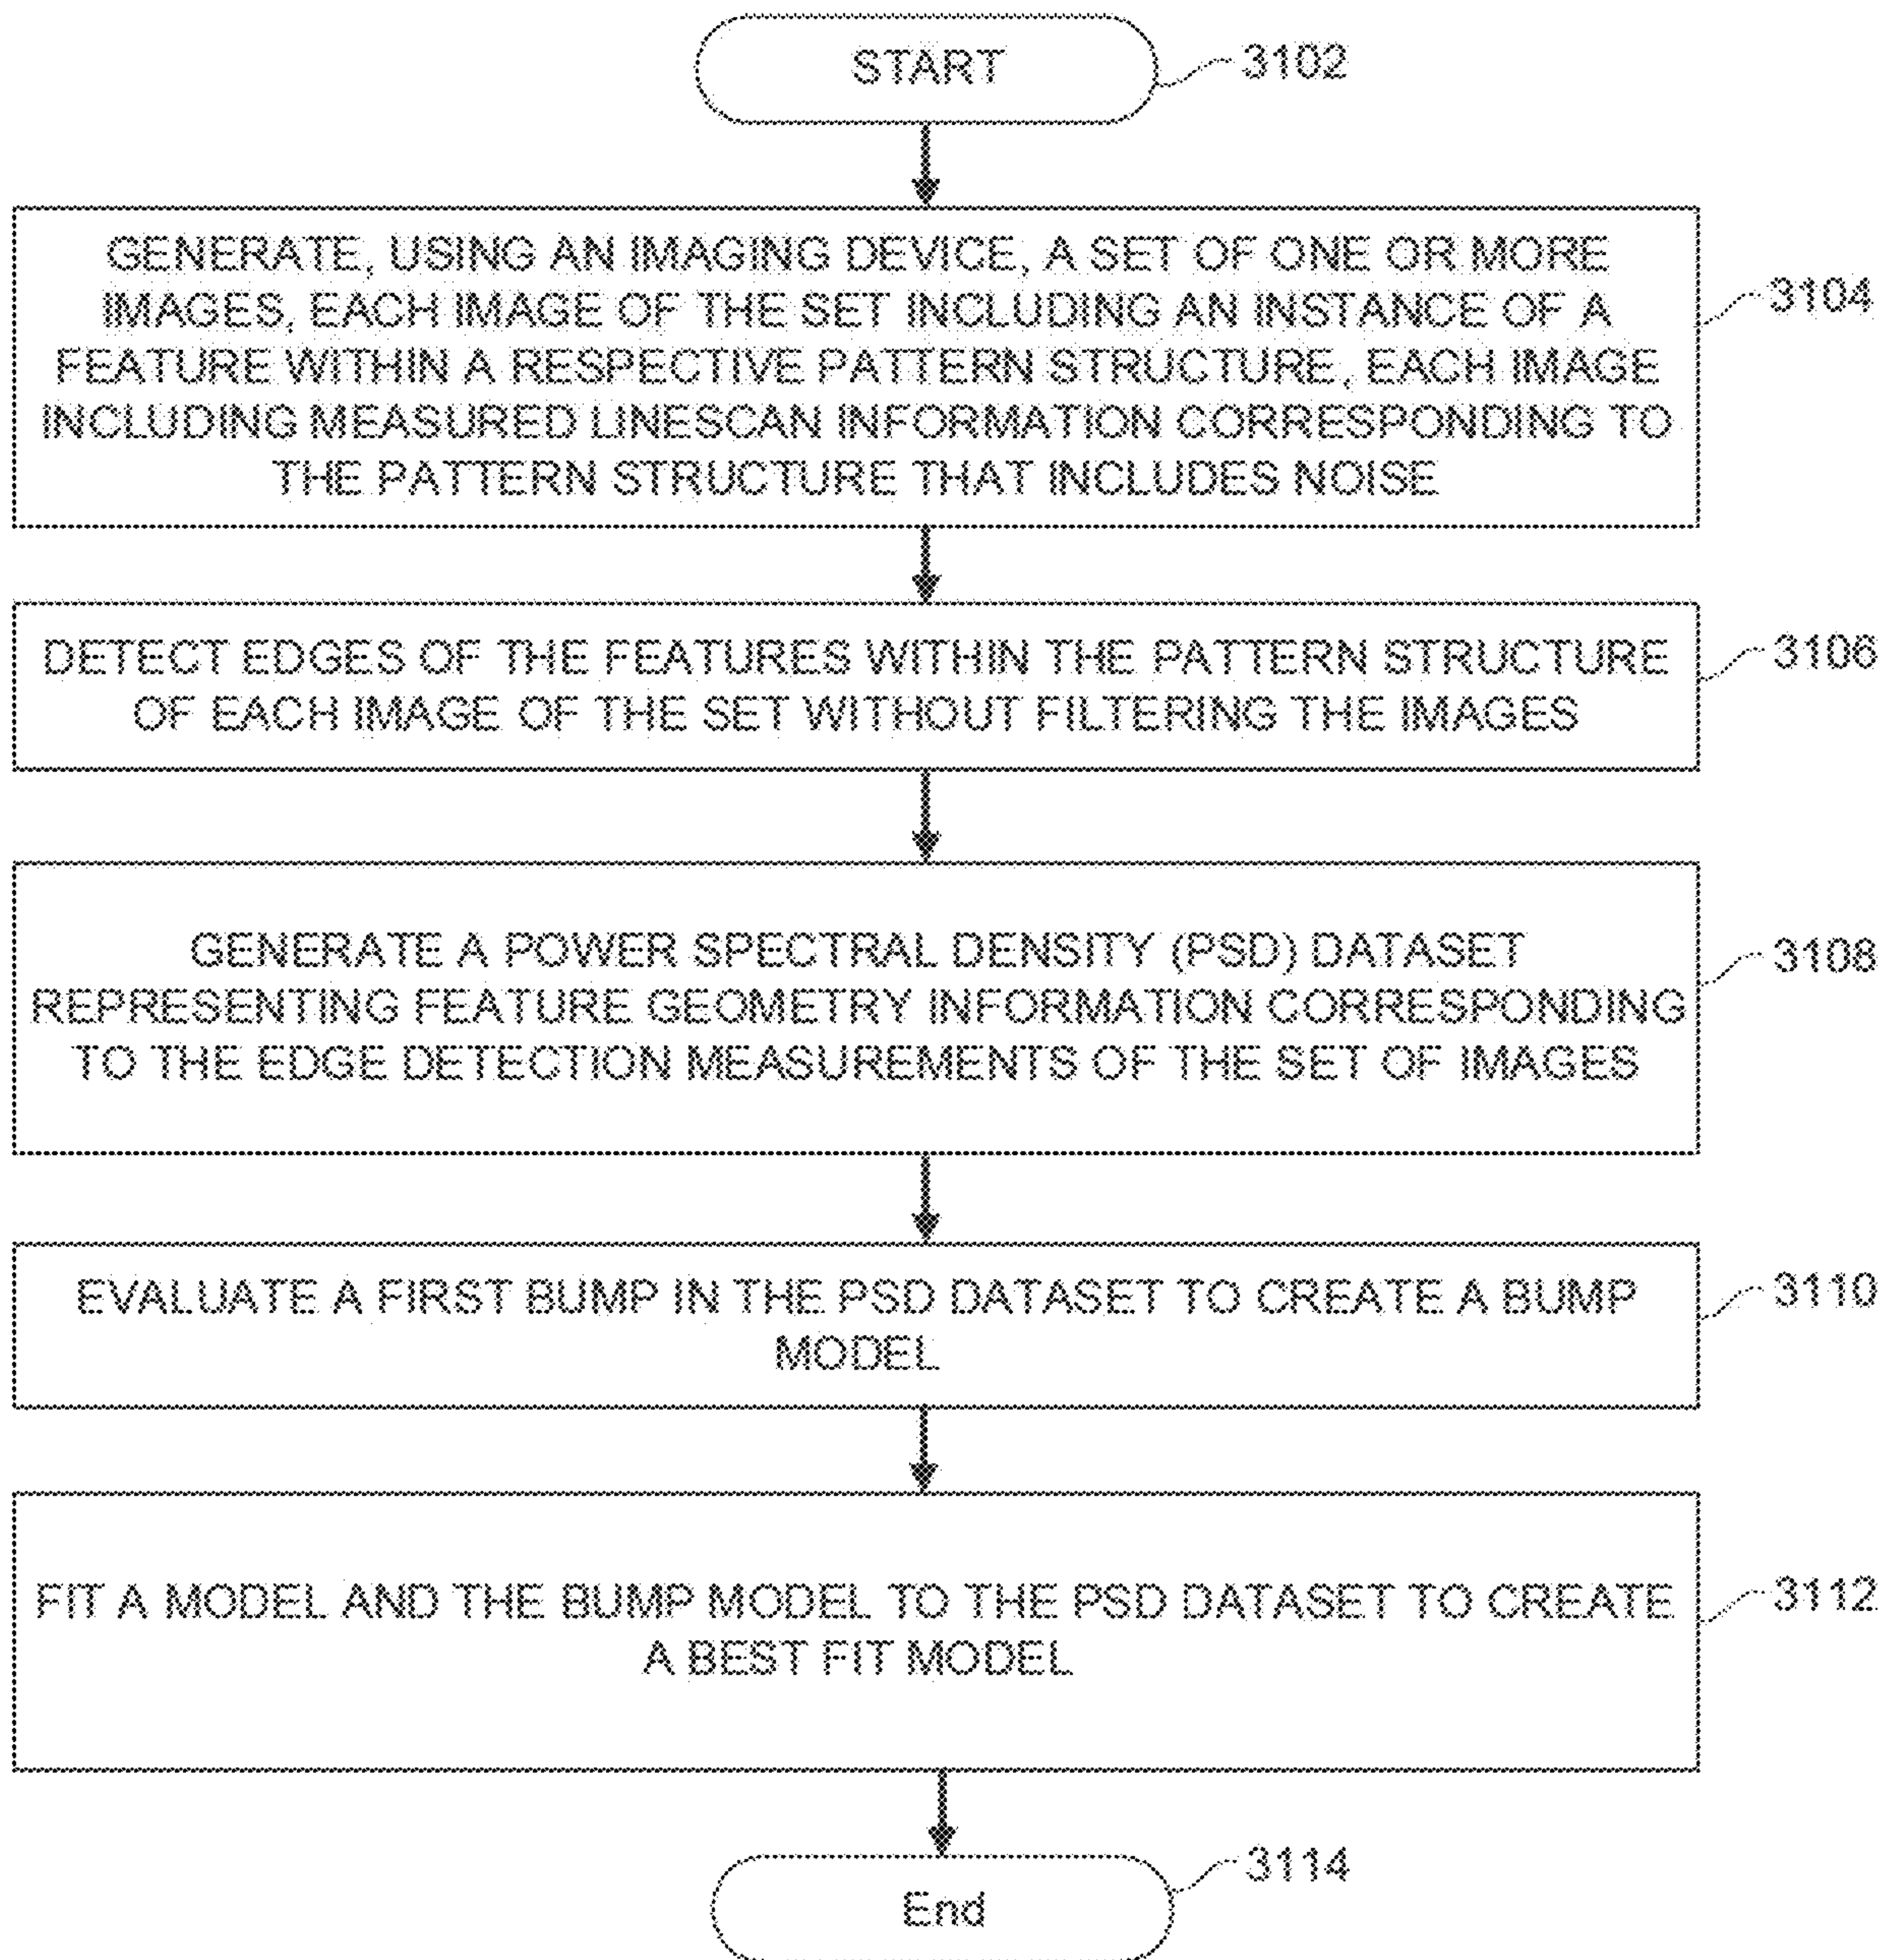 START
3102
GENERATE, USING AN IMAGING DEVICE, A SET OF ONE OR MORE
IMAGES, EACH IMAGE OF THE SET INCLUDING AN INSTANCE OF A
FEATURE WITHIN A RESPECTIVE PATTERN STRUCTURE, EACH IMAGE
INCLUDING MEASURED LINESCAN INFORMATION CORRESPONDING TO
THE PATTERN STRUCTURE THAT INCLUDES NOISE
3104
DETECT EDGES OF THE FEATURES WITHIN THE PATTERN STRUCTURE
OF EACH IMAGE OF THE SET WITHOUT FILTERING THE IMAGES
3106
GENERATE A POWER SPECTRAL DENSITY (PSD) DATASET
REPRESENTING FEATURE GEOMETRY INFORMATION CORRESPONDING
TO THE EDGE DETECTION MEASUREMENTS OF THE SET OF IMAGES
3108
EVALUATE A FIRST BUMP IN THE PSD DATASET TO CREATE A BUMP
MODEL
3110
FIT A MODEL AND THE BUMP MODEL TO THE PSD DATASET TO CREATE
A BEST FIT MODEL
3112
End
3114